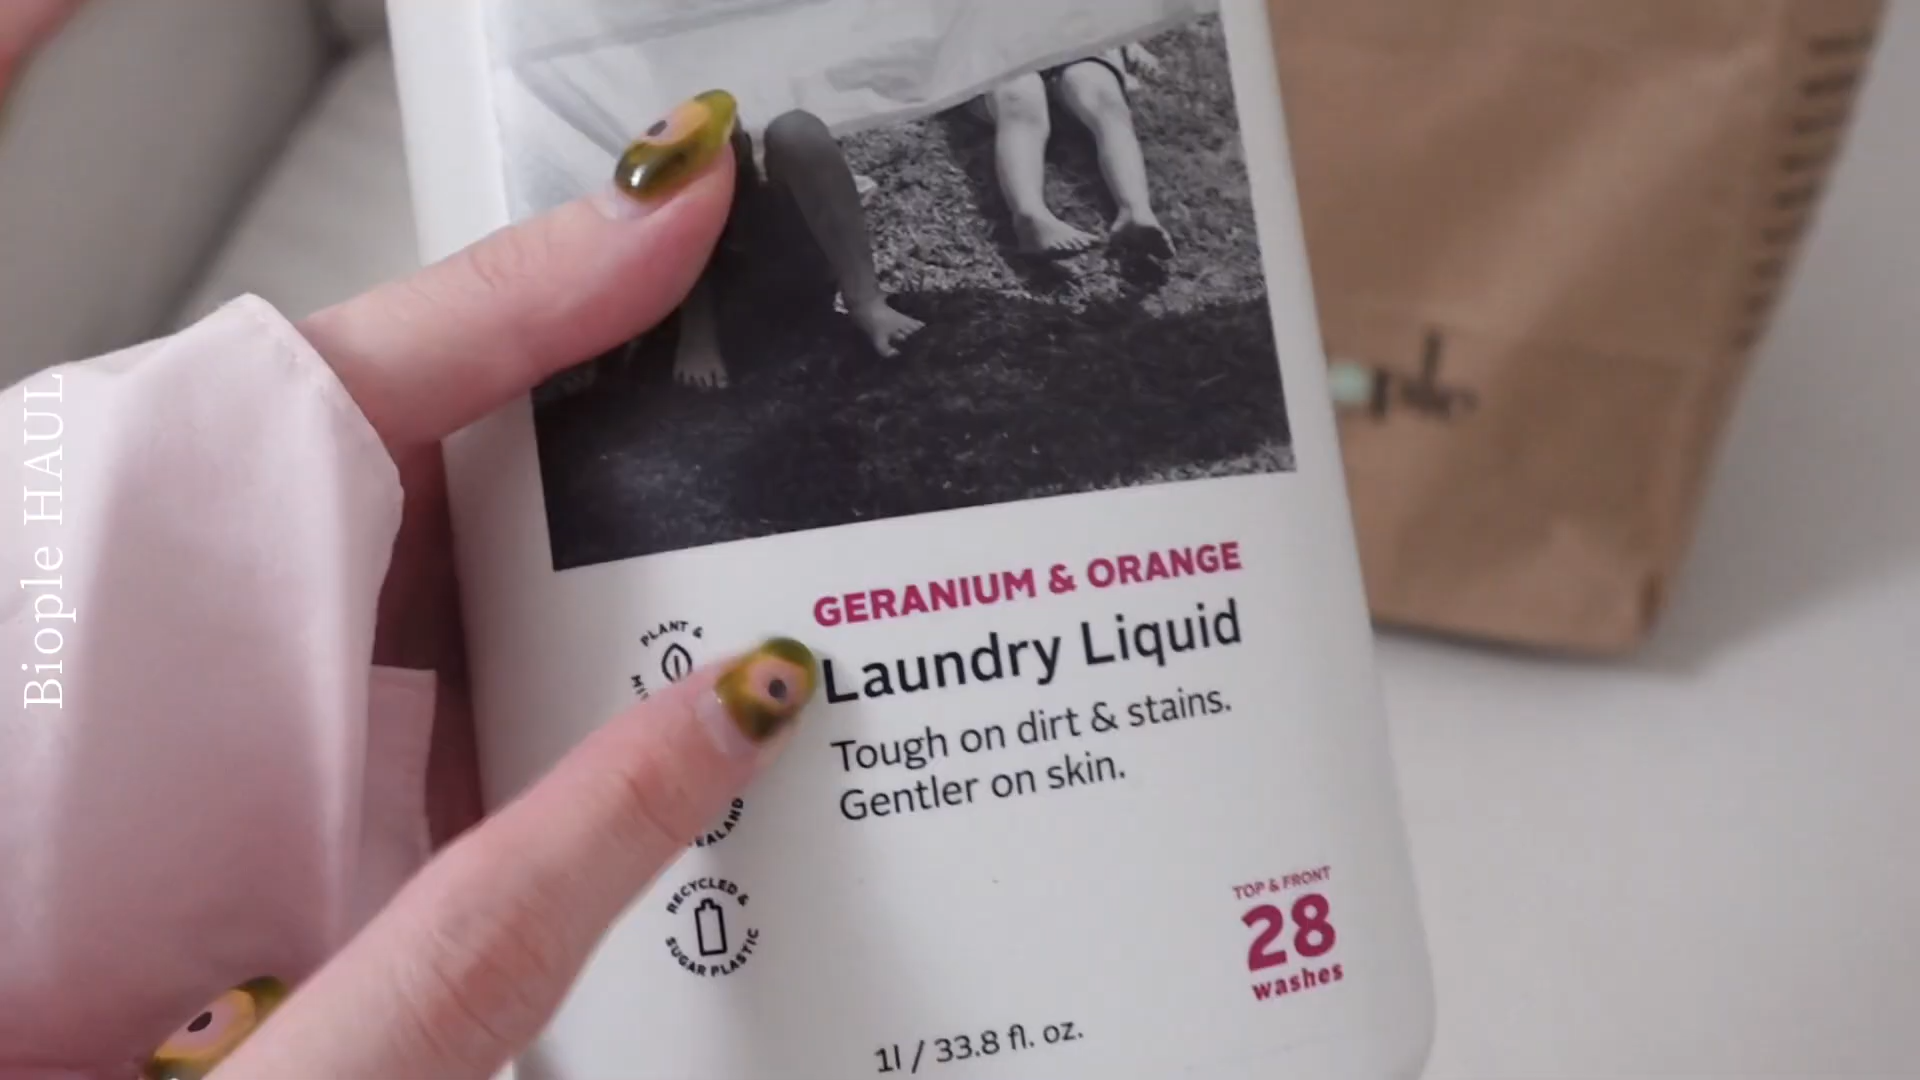 Biople HAUL
GERANIUM & ORANGE
Laundry Liquid
Tough on dirt & stains.
Gentler on skin.
PLANT &
RECYCLED &
SUGAR PLASTIC
TOP & FRONT
28
washes
1l / 33.8 fl. oz.